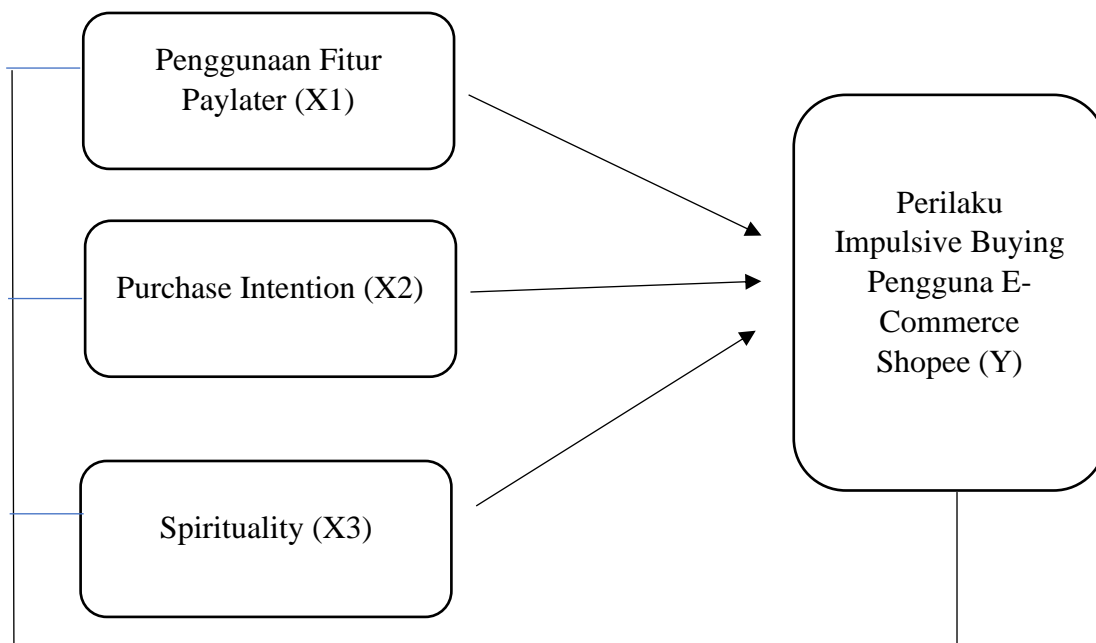 Penggunaan Fitur
Paylater (X1)
Purchase Intention (X2)
Spirituality (X3)
Perilaku
Impulsive Buying
Pengguna E-
Commerce
Shopee (Y)